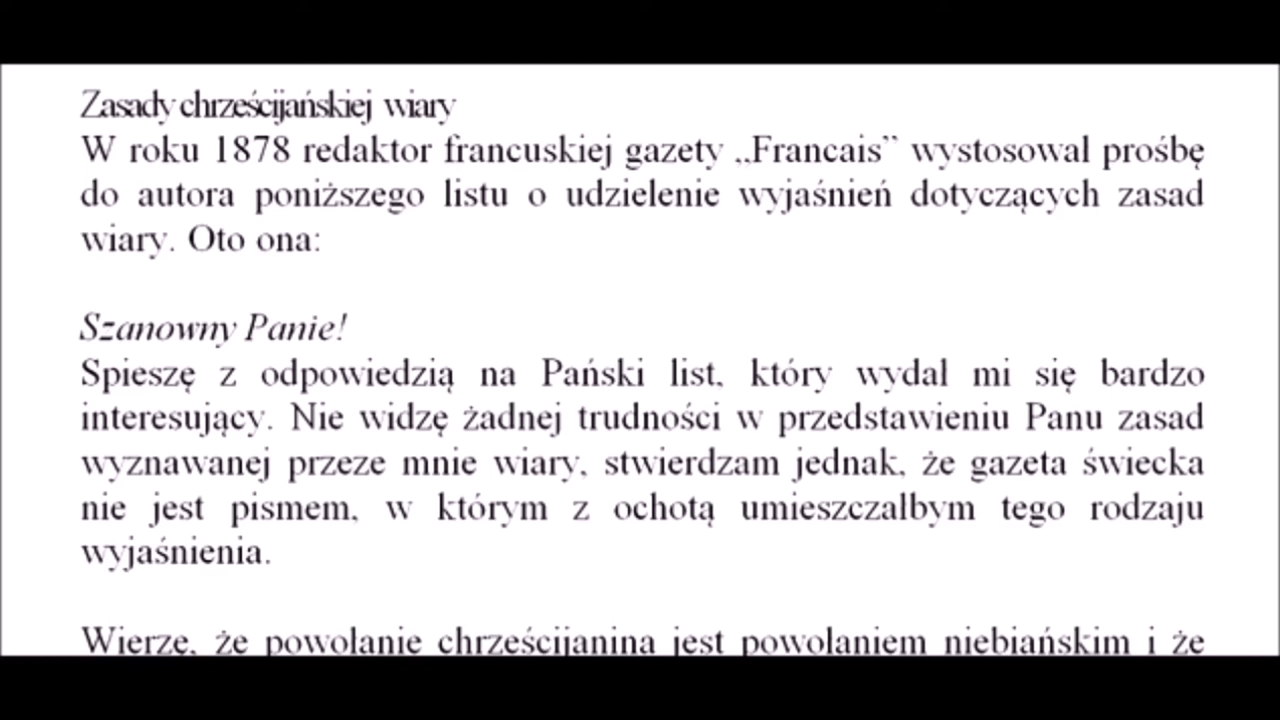 Zasady chrześcijańskiej wiary
W roku 1878 redaktor francuskiej gazety „Francais” wystosował prośbę
do autora poniższego listu o udzielenie wyjaśnień dotyczących zasad
wiary. Oto ona:
Szanowny Panie!
Spieszę z odpowiedzią na Pański list, który wydał mi się bardzo
interesujący. Nie widzę żadnej trudności w przedstawieniu Panu zasad
wyznawanej przeze mnie wiary, stwierdzam jednak, że gazeta świecka
nie jest pismem, w którym z ochotą umieszczałbym tego rodzaju
wyjaśnienia.
Wierzę, że powołanie chrześcijanina jest powołaniem niebiańskim i że